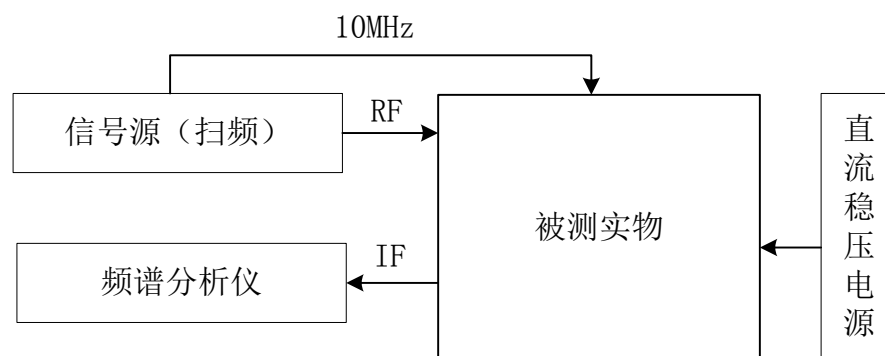 10MHz
信号源（扫频）
RF
被测实物
直流稳压电源
频谱分析仪
IF